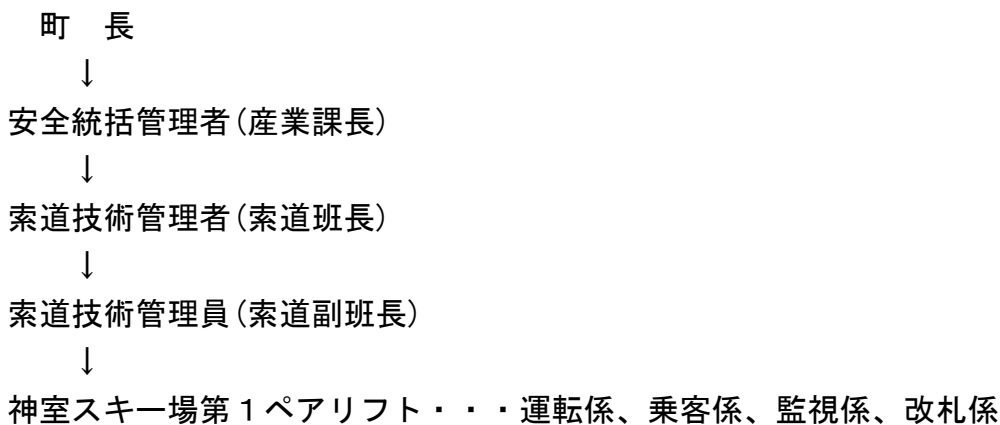 町　長
↓
安全統括管理者(産業課長)
↓
索道技術管理者(索道班長)
↓
索道技術管理員(索道副班長)
↓
神室スキー場第１ペアリフト・・・運転係、乗客係、監視係、改札係